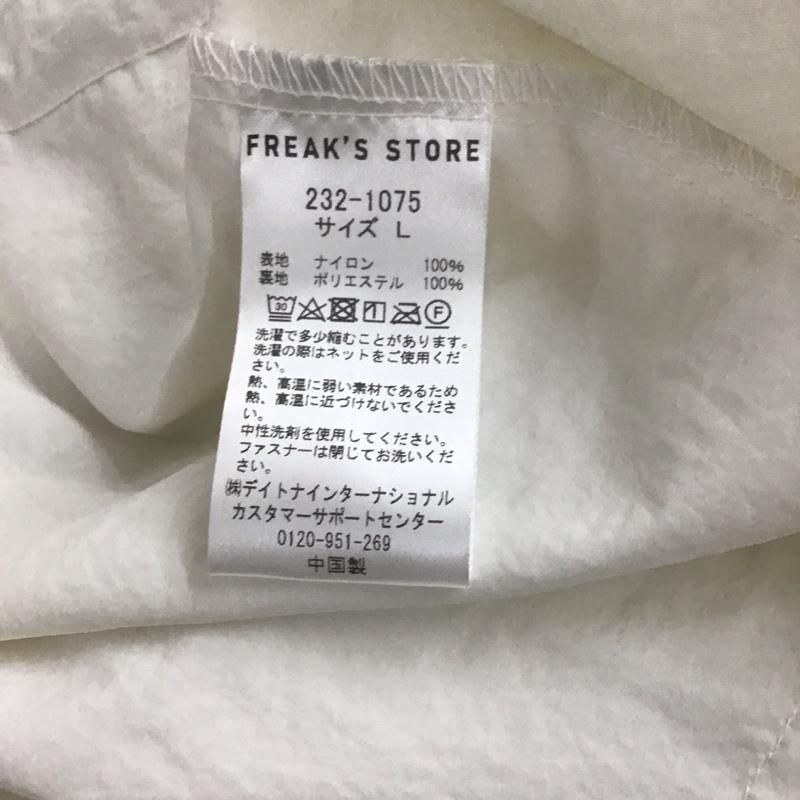 FREAK'S STORE
232-1075
サイズ L
表地 ナイロン 100%
裏地 ポリエステル 100%
30 F
洗濯で多少縮むことがあります。
洗濯の際はネットをご使用くだ
さい。
熱、高温に弱い素材であるため
熱、高温に近づけないでくださ
い。
中性洗剤を使用してください。
ファスナーは閉じてお洗いくだ
さい。
㈱デイトナインターナショナル
カスタマーサポートセンター
0120-951-269
中国製